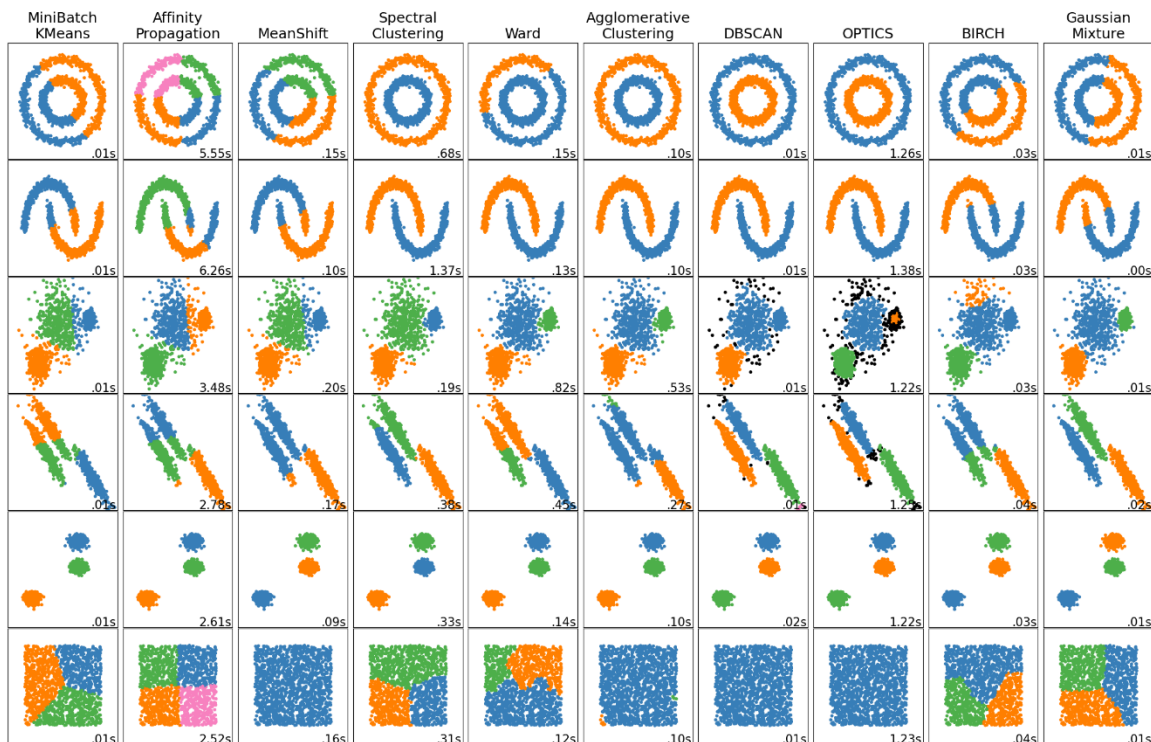 MiniBatch
KMeans
Affinity
Propagation
MeanShift
Spectral
Clustering
Ward
Agglomerative
Clustering
DBSCAN
OPTICS
BIRCH
Gaussian
Mixture
.01s
5.55s
.15s
.68s
.15s
.10s
.01s
1.26s
.03s
.01s
.01s
6.26s
.10s
1.37s
.13s
.10s
.01s
1.38s
.03s
.00s
.01s
3.48s
.20s
.19s
.82s
.53s
.01s
1.22s
.03s
.01s
.01s
2.78s
.17s
.38s
.45s
.27s
.01s
1.25s
.04s
.02s
.01s
2.61s
.09s
.33s
.14s
.10s
.02s
1.22s
.03s
.01s
.01s
2.52s
.16s
.31s
.12s
.10s
.01s
1.23s
.04s
.01s